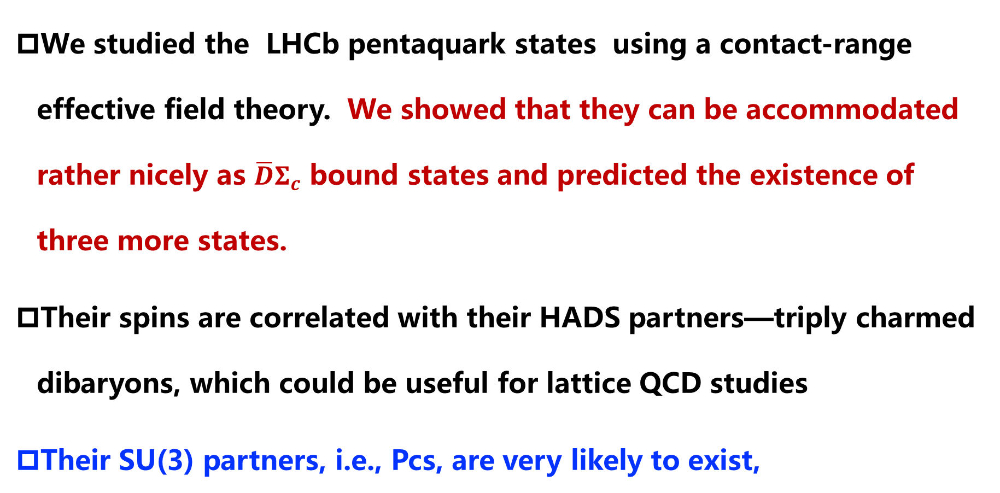 □We studied the LHCb pentaquark states using a contact-range
effective field theory. We showed that they can be accommodated
rather nicely as D̅Σc bound states and predicted the existence of
three more states.
□Their spins are correlated with their HADS partners—triply charmed
dibaryons, which could be useful for lattice QCD studies
□Their SU(3) partners, i.e., Pcs, are very likely to exist,